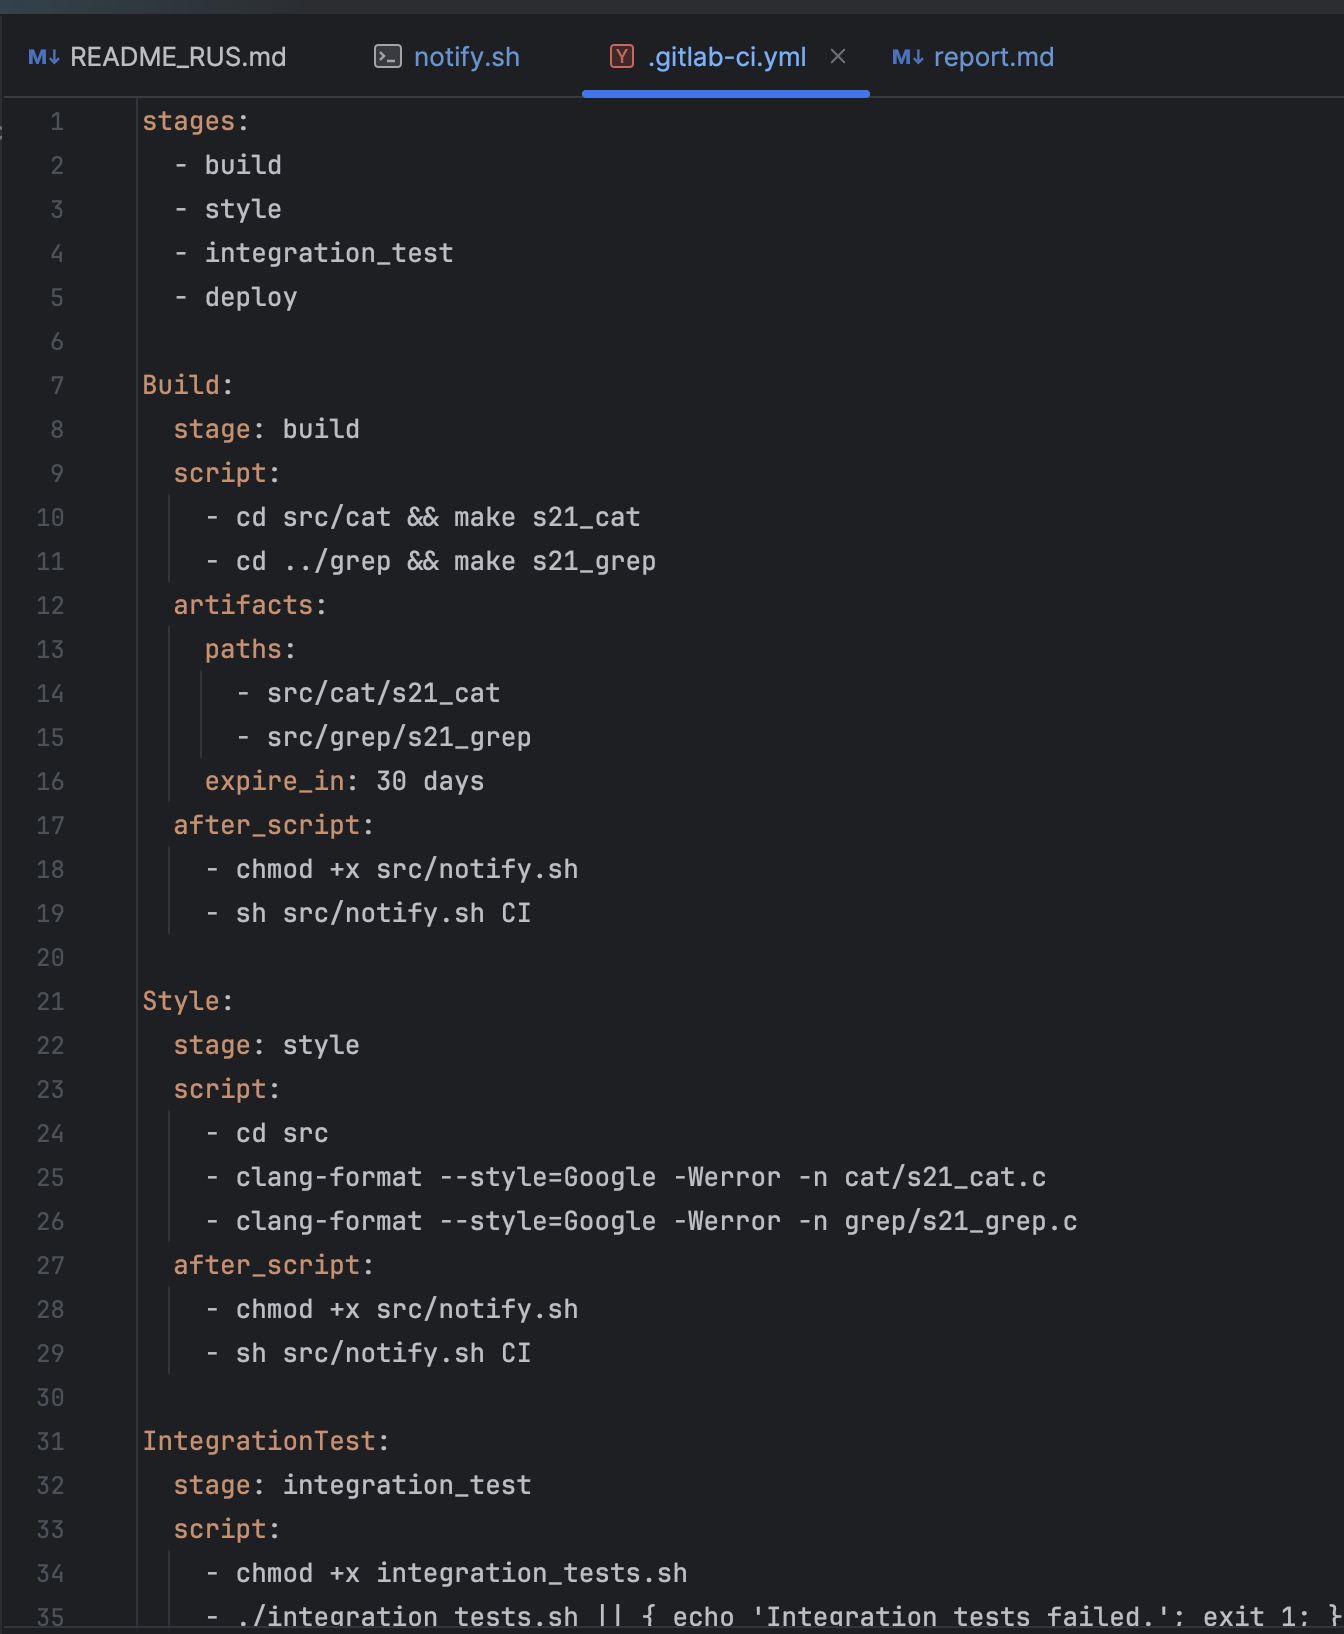 README_RUS.md notify.sh .gitlab-ci.yml report.md
1 stages:
2   - build
3   - style
4   - integration_test
5   - deploy
6
7 Build:
8   stage: build
9   script:
10     - cd src/cat && make s21_cat
11     - cd ../grep && make s21_grep
12   artifacts:
13     paths:
14       - src/cat/s21_cat
15       - src/grep/s21_grep
16     expire_in: 30 days
17   after_script:
18     - chmod +x src/notify.sh
19     - sh src/notify.sh CI
20
21 Style:
22   stage: style
23   script:
24     - cd src
25     - clang-format --style=Google -Werror -n cat/s21_cat.c
26     - clang-format --style=Google -Werror -n grep/s21_grep.c
27   after_script:
28     - chmod +x src/notify.sh
29     - sh src/notify.sh CI
30
31 IntegrationTest:
32   stage: integration_test
33   script:
34     - chmod +x integration_tests.sh
35     - ./integration_tests.sh || { echo 'Integration tests failed.'; exit 1; }